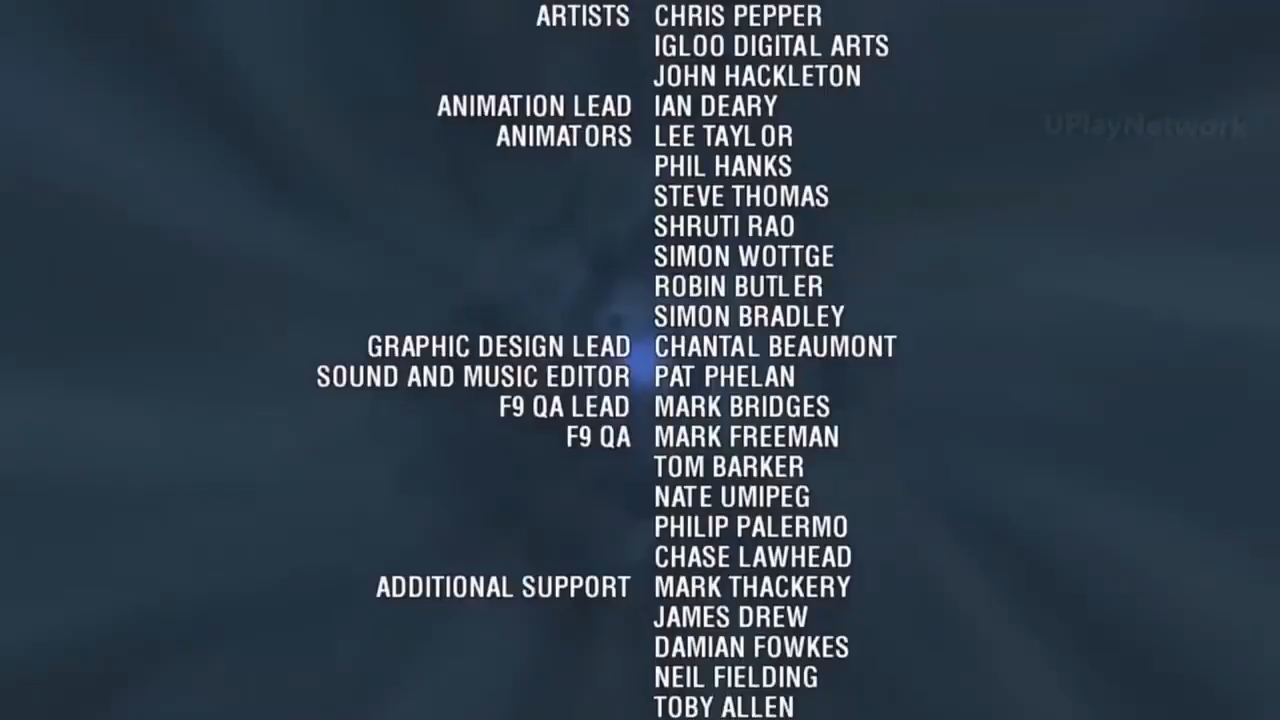 ARTISTS CHRIS PEPPER
IGLOO DIGITAL ARTS
JOHN HACKLETON
ANIMATION LEAD IAN DEARY
ANIMATORS LEE TAYLOR
PHIL HANKS
STEVE THOMAS
SHRUTI RAO
SIMON WOTTGE
ROBIN BUTLER
SIMON BRADLEY
GRAPHIC DESIGN LEAD CHANTAL BEAUMONT
SOUND AND MUSIC EDITOR PAT PHELAN
F9 QA LEAD MARK BRIDGES
F9 QA MARK FREEMAN
TOM BARKER
NATE UMIPEG
PHILIP PALERMO
CHASE LAWHEAD
ADDITIONAL SUPPORT MARK THACKERY
JAMES DREW
DAMIAN FOWKES
NEIL FIELDING
TOBY ALLEN
UPlayNetwork